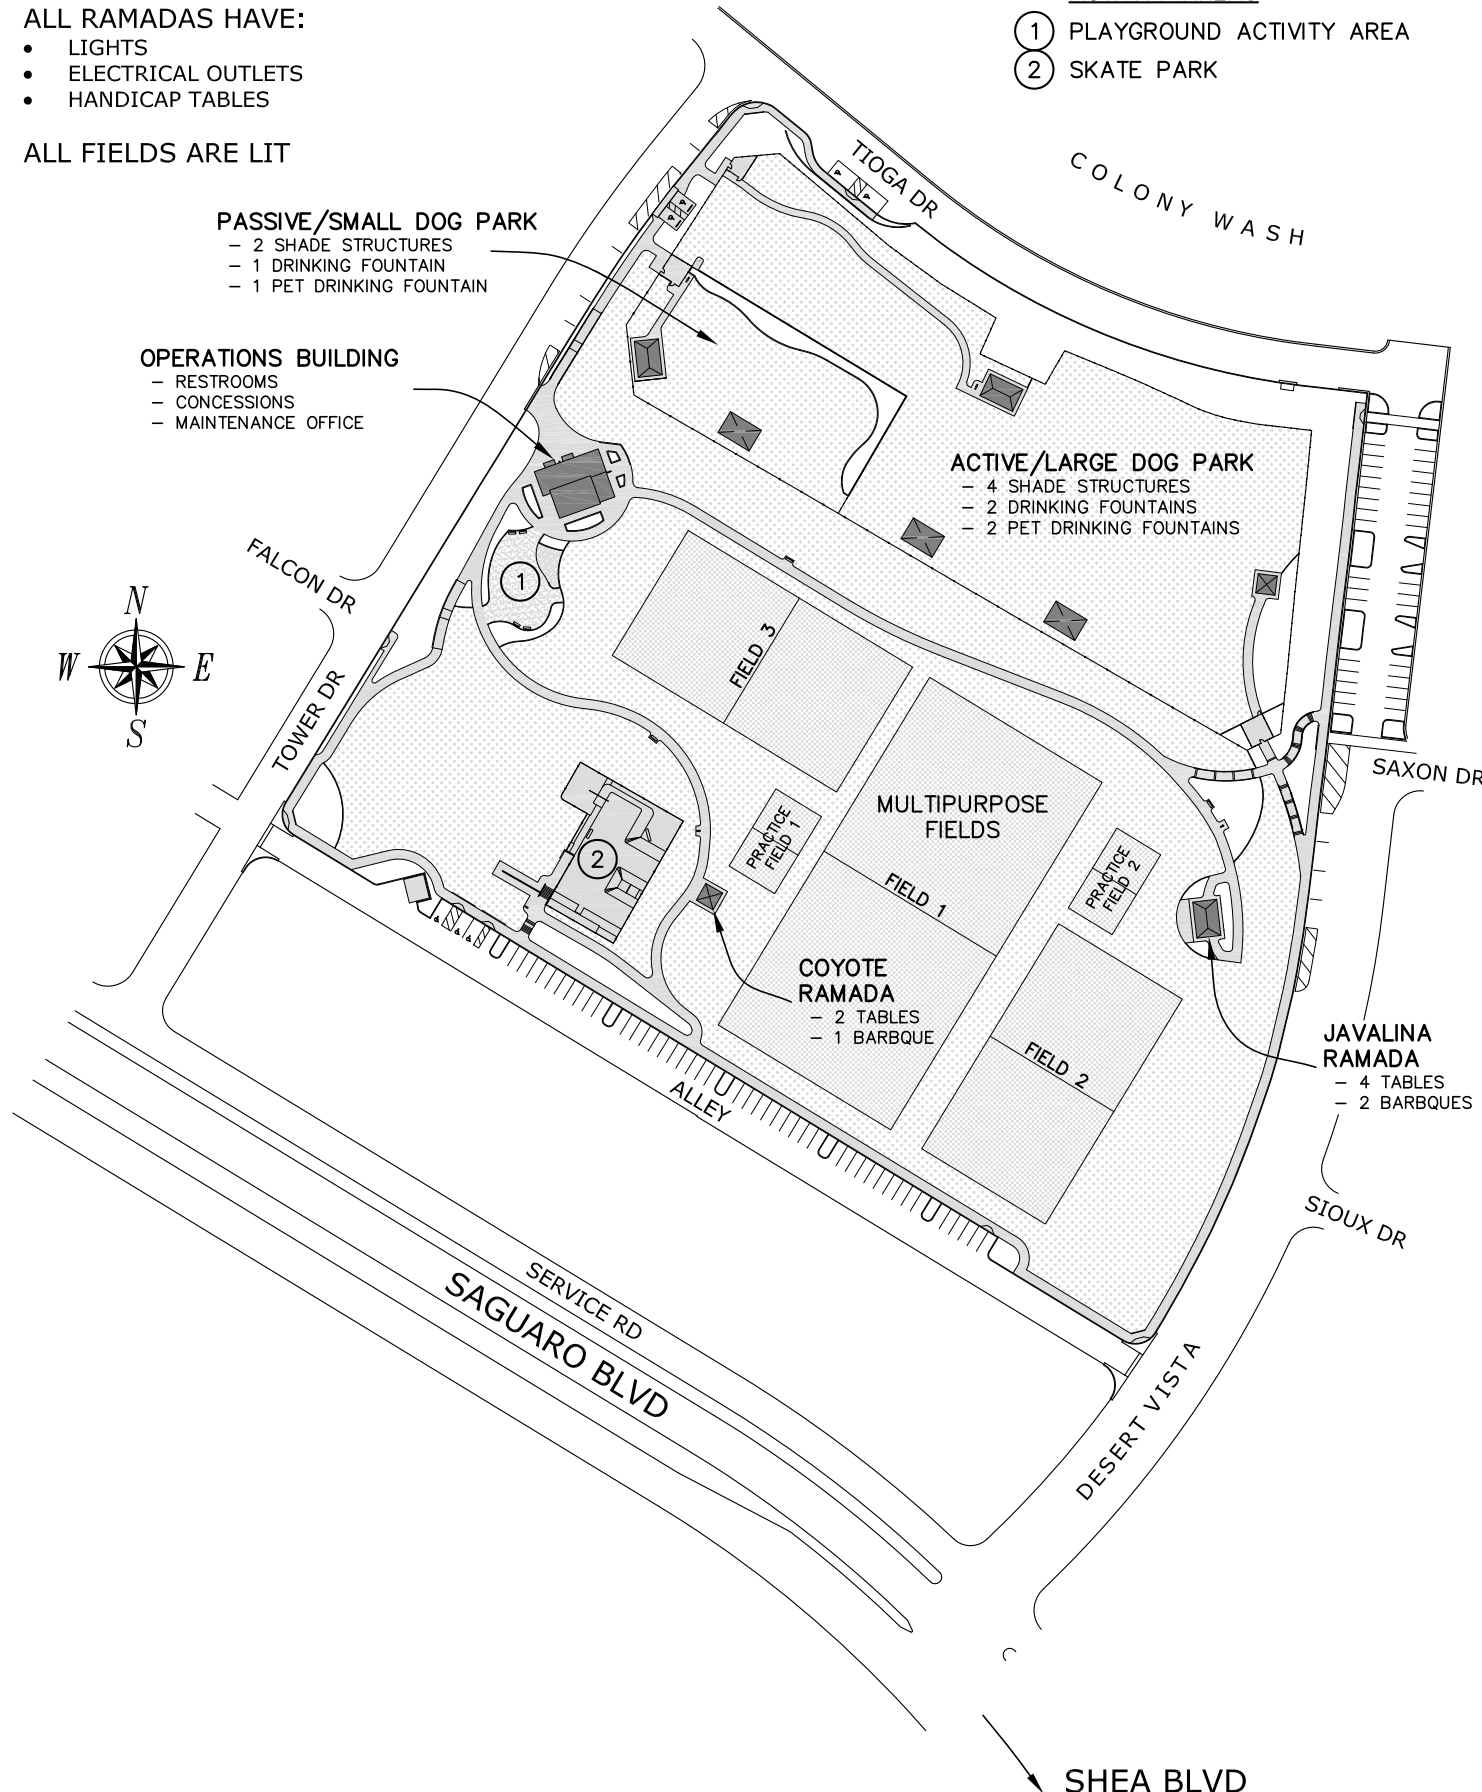 ALL RAMADAS HAVE:
• LIGHTS
• ELECTRICAL OUTLETS
• HANDICAP TABLES
ALL FIELDS ARE LIT
1 PLAYGROUND ACTIVITY AREA
2 SKATE PARK
TIOGA DR
COLONY WASH
PASSIVE/SMALL DOG PARK
– 2 SHADE STRUCTURES
– 1 DRINKING FOUNTAIN
– 1 PET DRINKING FOUNTAIN
OPERATIONS BUILDING
– RESTROOMS
– CONCESSIONS
– MAINTENANCE OFFICE
ACTIVE/LARGE DOG PARK
– 4 SHADE STRUCTURES
– 2 DRINKING FOUNTAINS
– 2 PET DRINKING FOUNTAINS
FALCON DR
1
N
W E
S
TOWER DR
FIELD 3
SAXON DR
MULTIPURPOSE
FIELDS
PRACTICE
FIELD 1
2
FIELD 1
PRACTICE
FIELD 2
COYOTE
RAMADA
– 2 TABLES
– 1 BARBQUE
JAVALINA
RAMADA
– 4 TABLES
– 2 BARBQUES
FIELD 2
ALLEY
SIOUX DR
SERVICE RD
SAGUARO BLVD
DESERT VISTA
SHEA BLVD